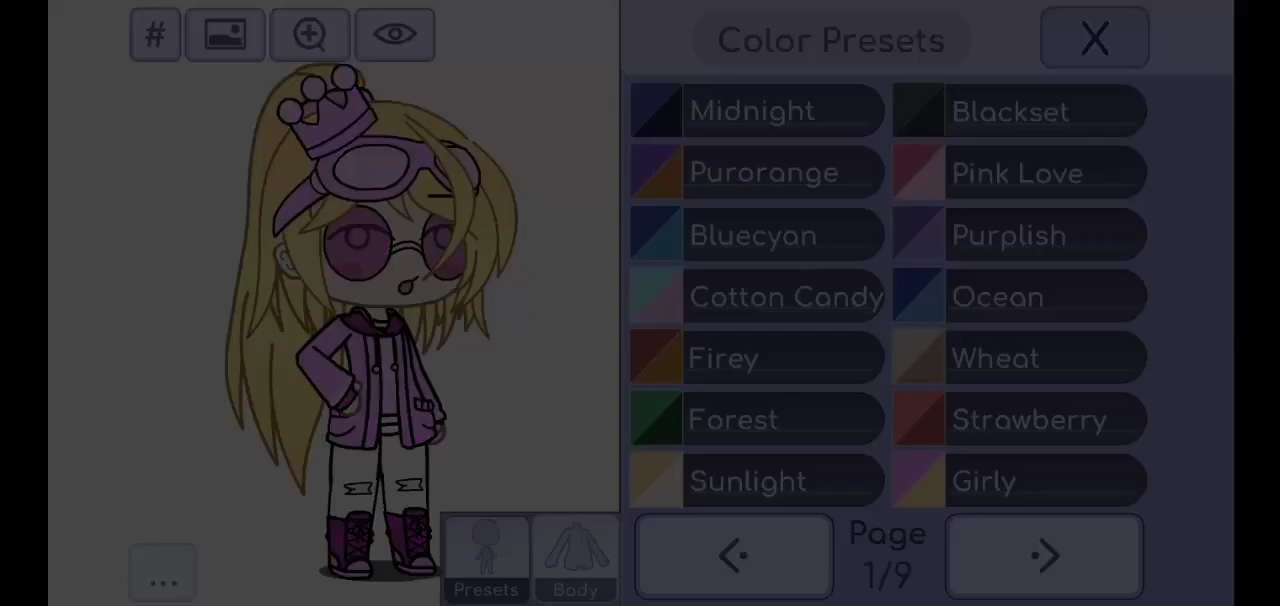 #
Color Presets
X
Midnight
Blackset
Purorange
Pink Love
Bluecyan
Purplish
Cotton Candy
Ocean
Firey
Wheat
Forest
Strawberry
Sunlight
Girly
Page
1/9
...
Presets
Body